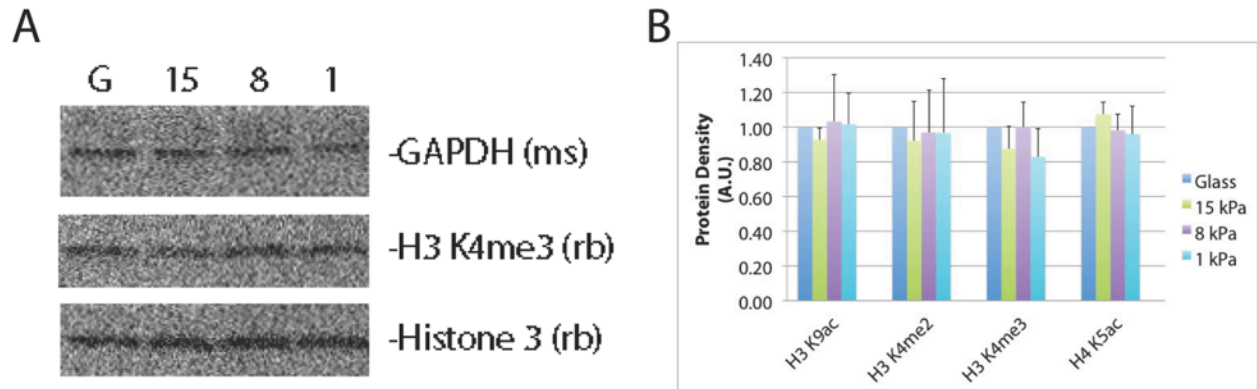 A
G 15 8 1
-GAPDH (ms)
-H3 K4me3 (rb)
-Histone 3 (rb)
B
Protein Density
(A.U.)
1.40
1.20
1.00
0.80
0.60
0.40
0.20
0.00
H3 K9ac
H3 K4me2
H3 K4me3
H4 K5ac
Glass
15 kPa
8 kPa
1 kPa